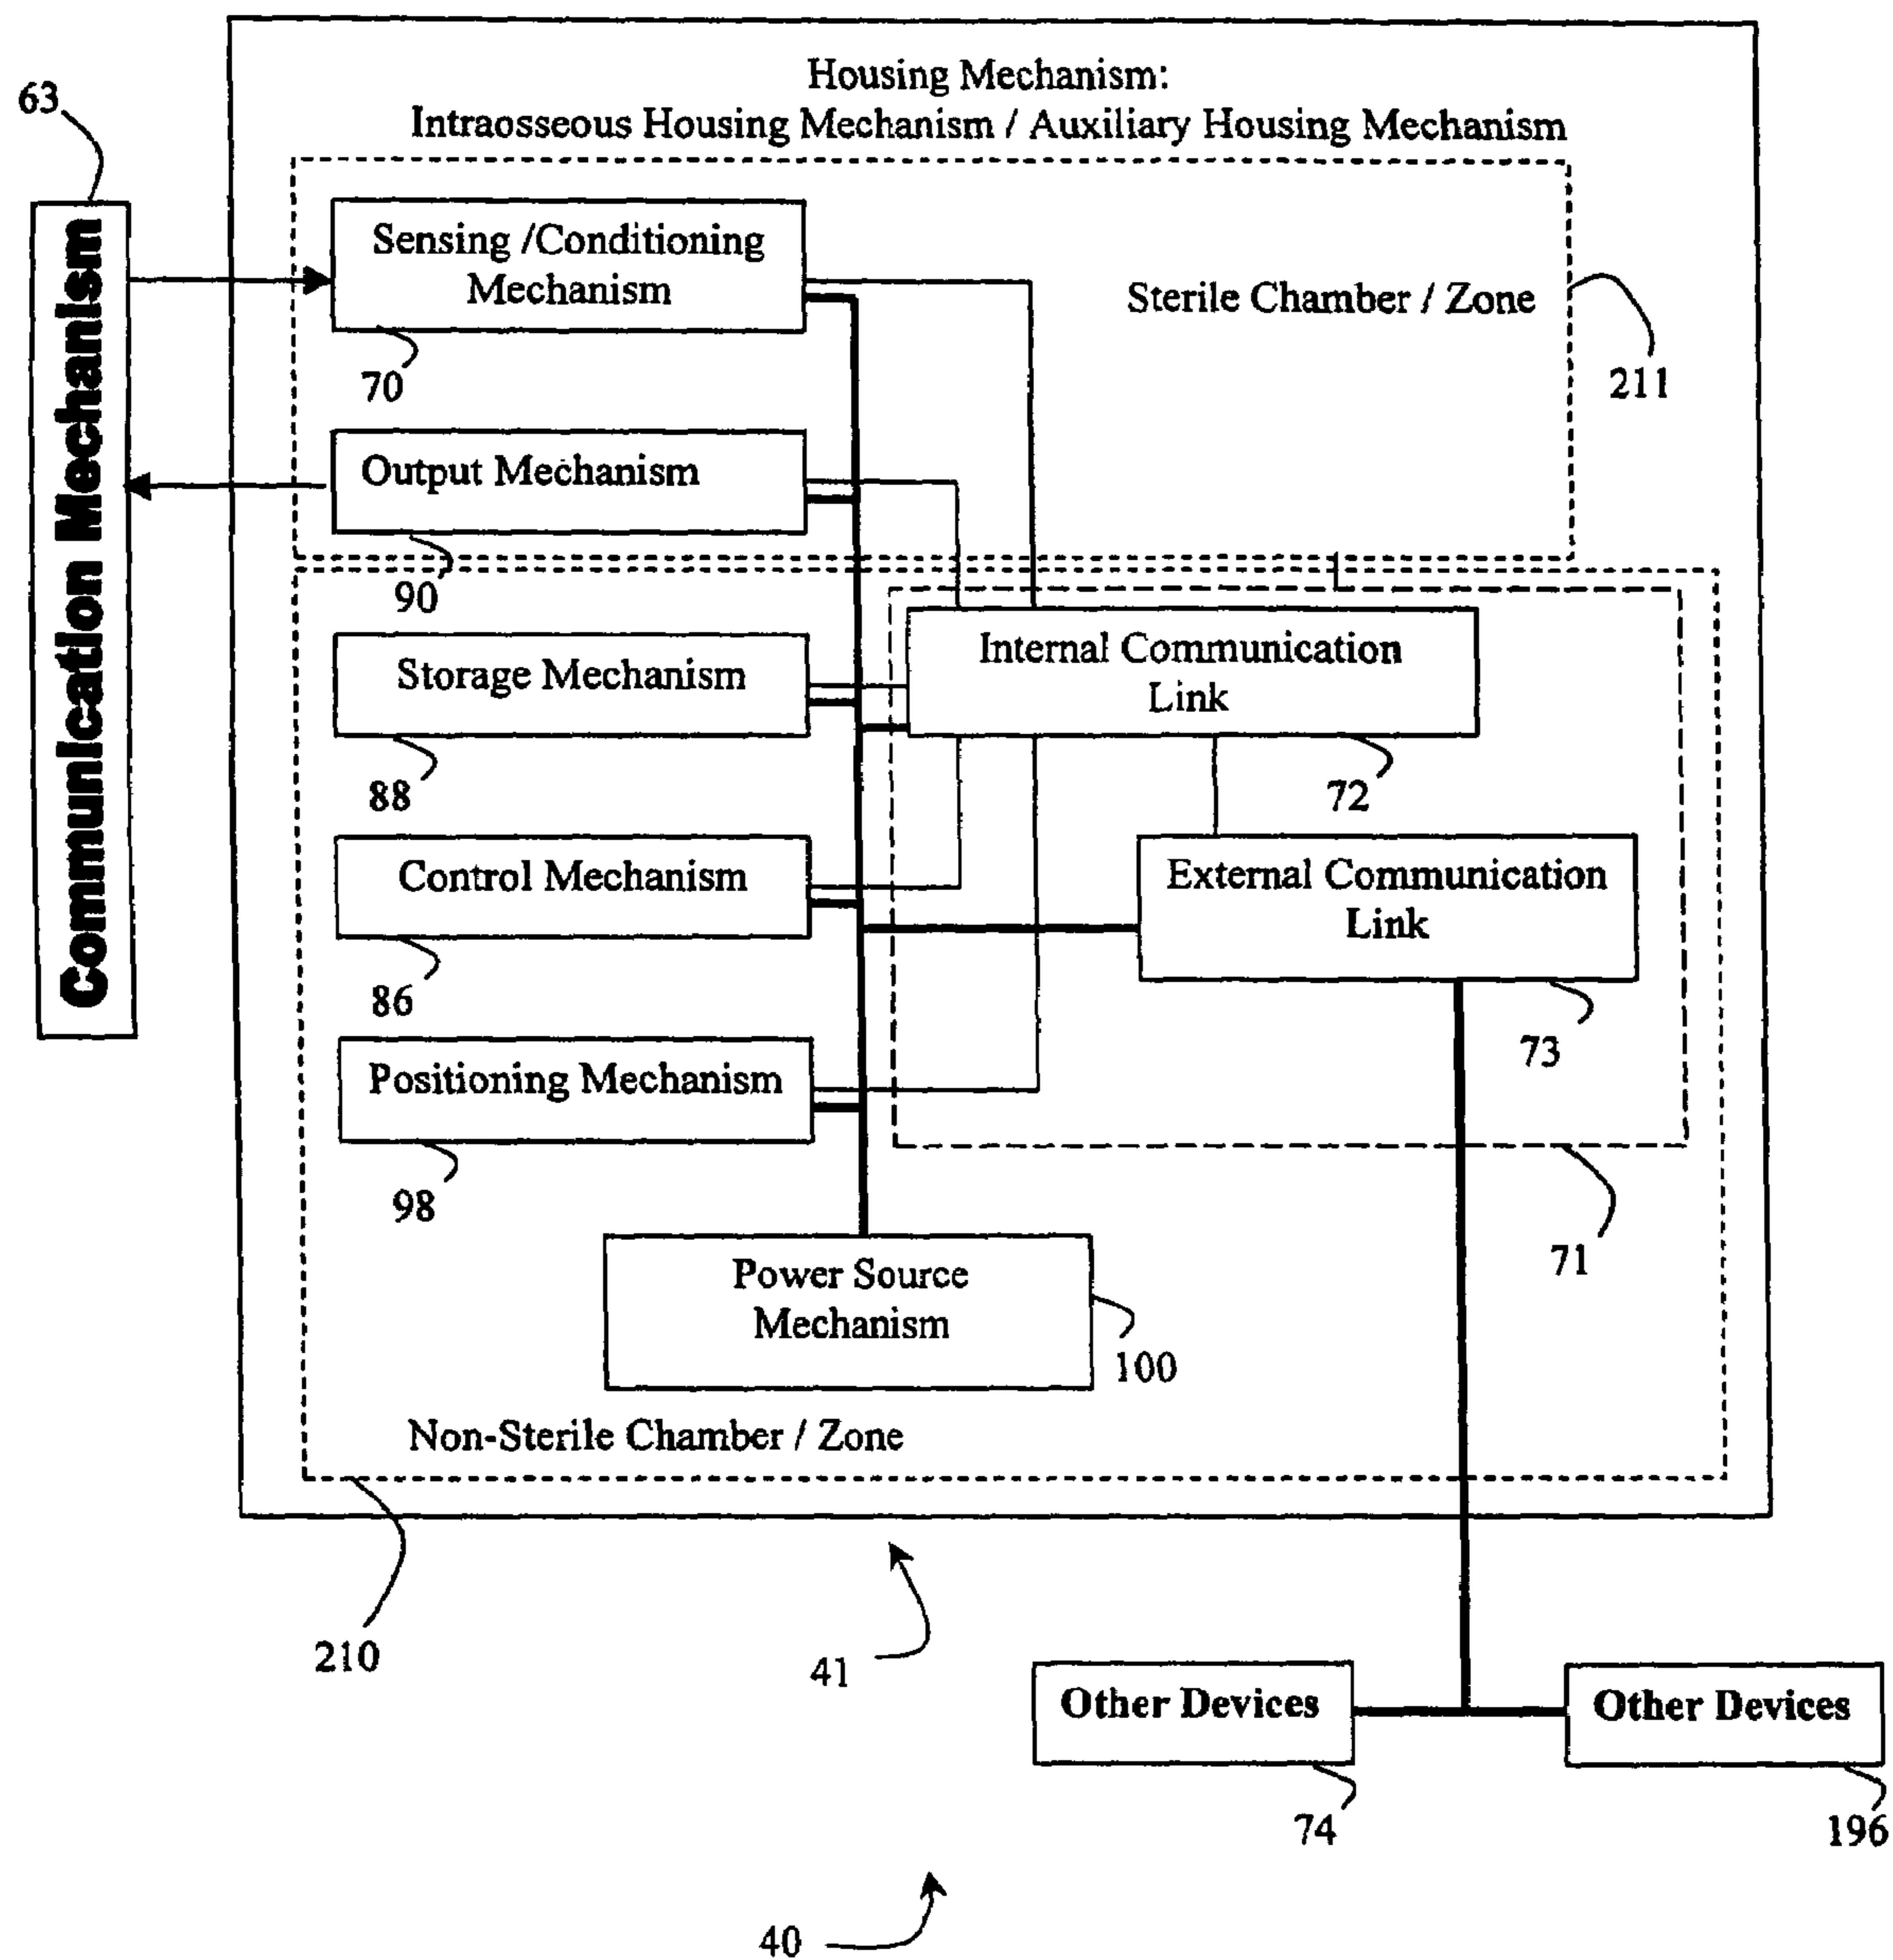 Housing Mechanism:
Intraosseous Housing Mechanism / Auxiliary Housing Mechanism
63
Communication Mechanism
Sensing /Conditioning
Mechanism
70
Sterile Chamber / Zone
211
Output Mechanism
90
Internal Communication
Link
72
Storage Mechanism
88
Control Mechanism
86
External Communication
Link
73
Positioning Mechanism
98
71
Power Source
Mechanism
100
Non-Sterile Chamber / Zone
210
41
Other Devices
74
Other Devices
196
40